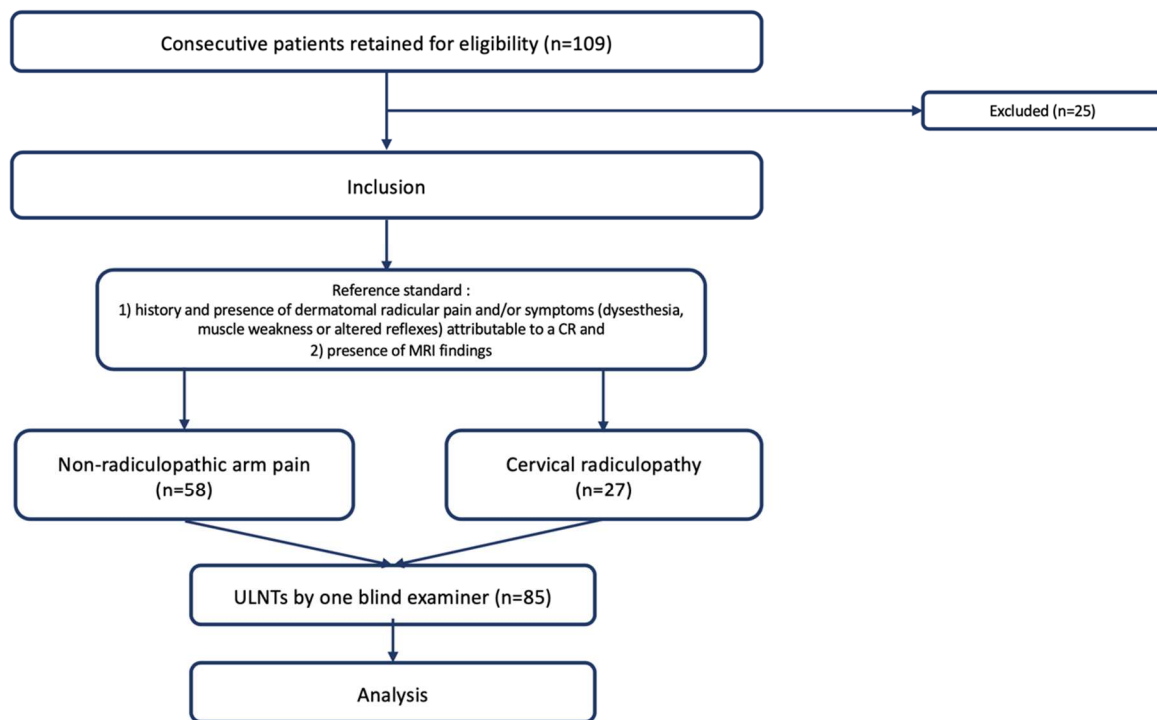 Consecutive patients retained for eligibility (n=109)
Excluded (n=25)
Inclusion
Reference standard :
1) history and presence of dermatomal radicular pain and/or symptoms (dysesthesia,
muscle weakness or altered reflexes) attributable to a CR and
2) presence of MRI findings
Non-radiculopathic arm pain
(n=58)
Cervical radiculopathy
(n=27)
ULNTs by one blind examiner (n=85)
Analysis